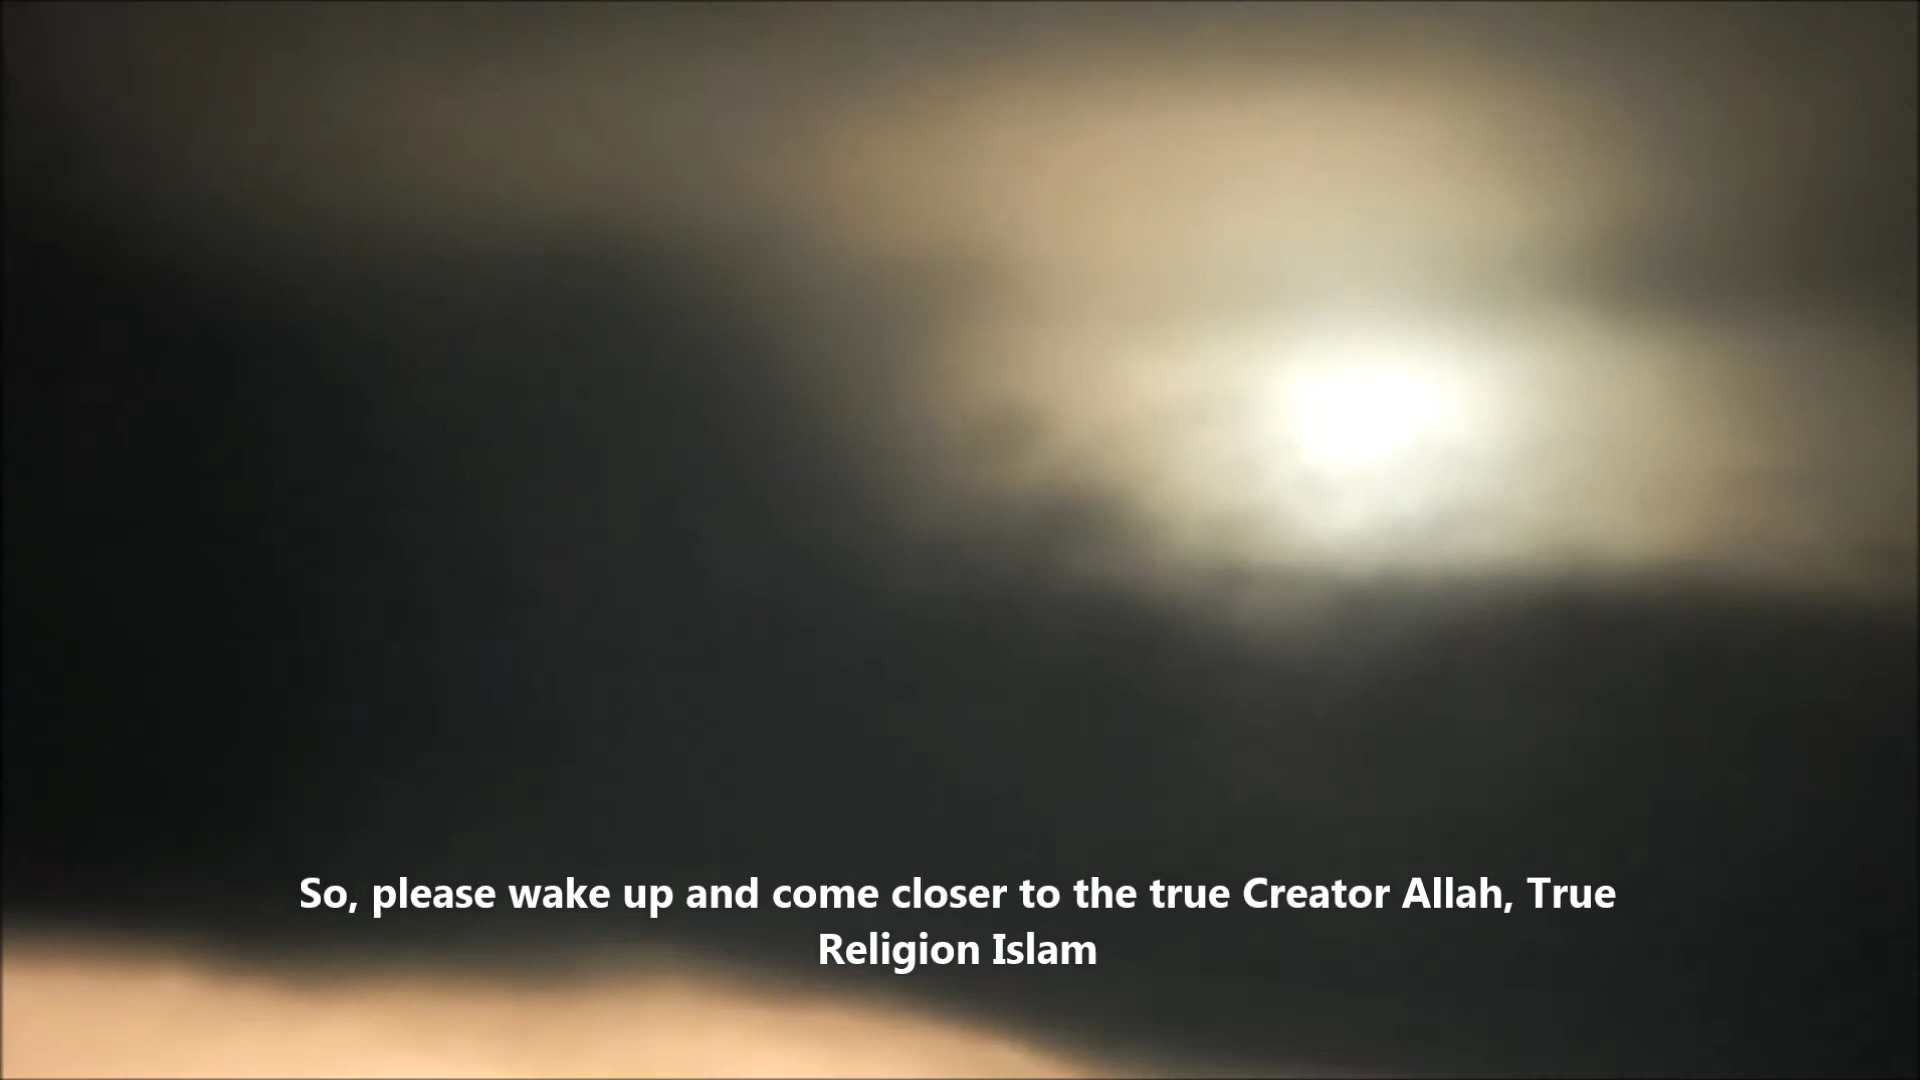 So, please wake up and come closer to the true Creator Allah, True
Religion Islam